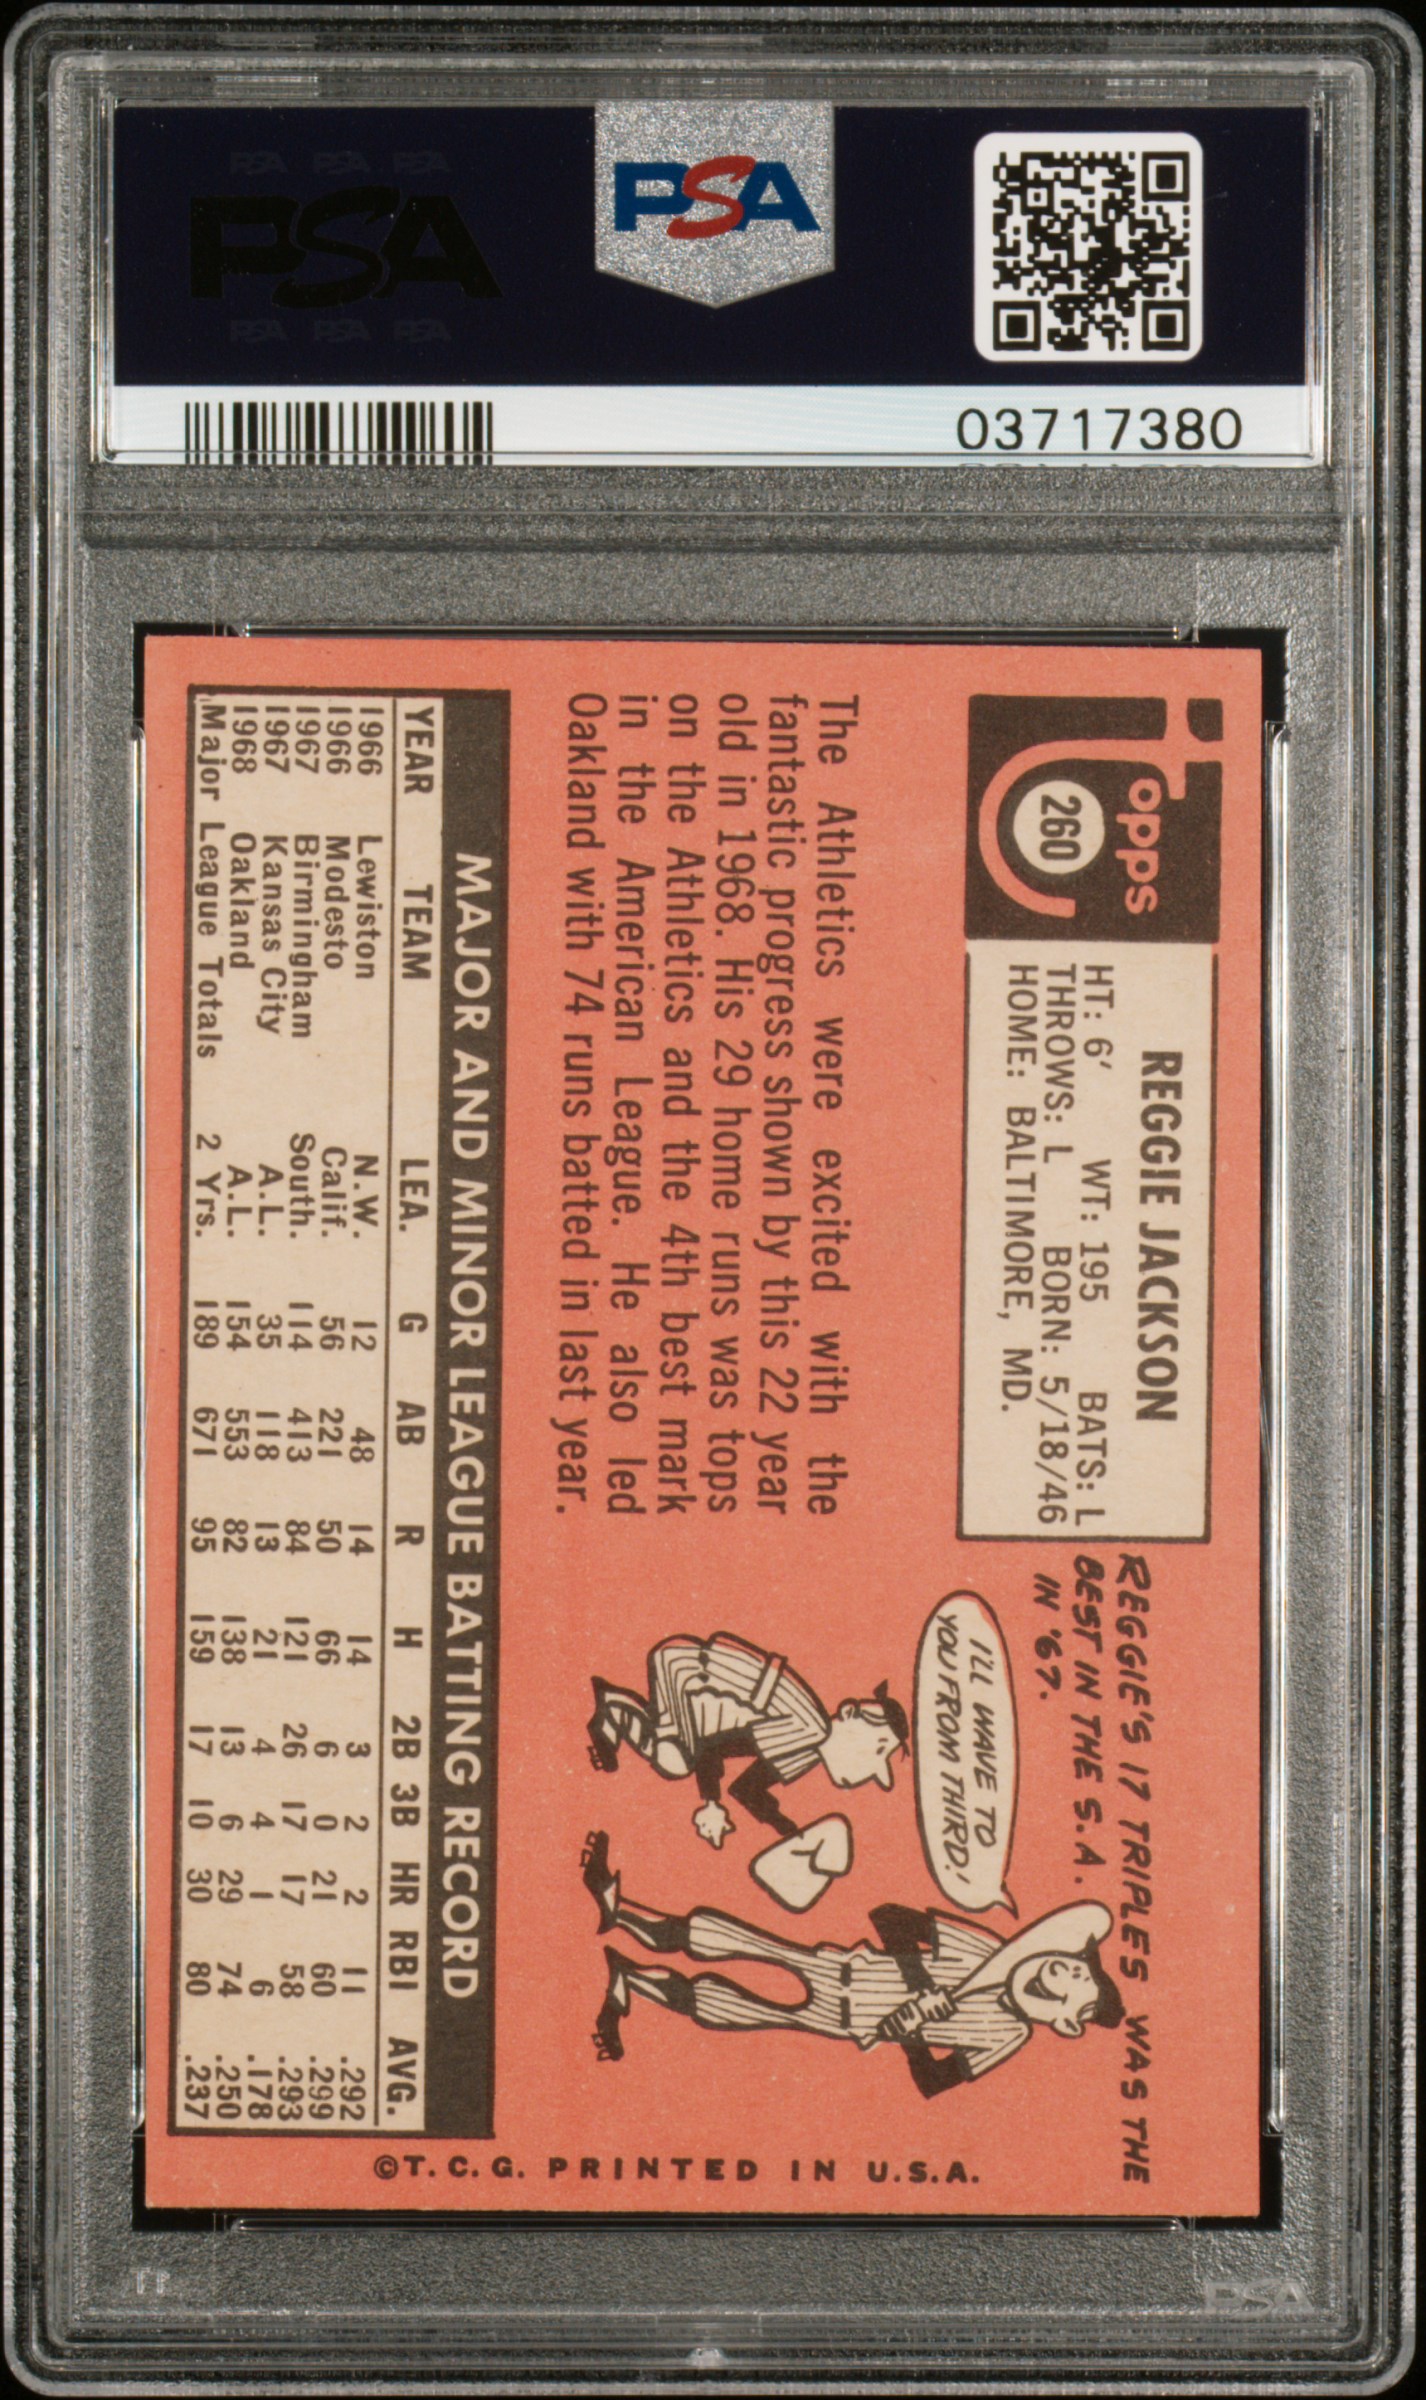 PSA PSA PSA
PSA
PSA PSA PSA
PSA
03717380
Topps
260
REGGIE JACKSON
HT: 6' WT: 195 BATS: L
THROWS: L BORN: 5/18/46
HOME: BALTIMORE, MD.
REGGIE'S 17 TRIPLES WAS THE
BEST IN THE S.A.
IN '67.
I'LL WAVE TO
YOU FROM THIRD!
The Athletics were excited with the
fantastic progress shown by this 22 year
old in 1968. His 29 home runs was tops
on the Athletics and the 4th best mark
in the American League. He also led
Oakland with 74 runs batted in last year.
MAJOR AND MINOR LEAGUE BATTING RECORD
YEAR TEAM LEA. G AB R H 2B 3B HR RBI AVG.
1966 Lewiston N.W. 12 48 14 14 3 2 2 11 .292
1966 Modesto Calif. 56 221 50 66 6 0 21 60 .299
1967 Birmingham South. 114 413 84 121 26 17 17 58 .293
1967 Kansas City A.L. 35 118 13 21 4 4 1 6 .178
1968 Oakland A.L. 154 553 82 138 13 6 29 74 .250
Major League Totals 2 Yrs. 189 671 95 159 17 10 30 80 .237
©T.C.G. PRINTED IN U.S.A.
PSA